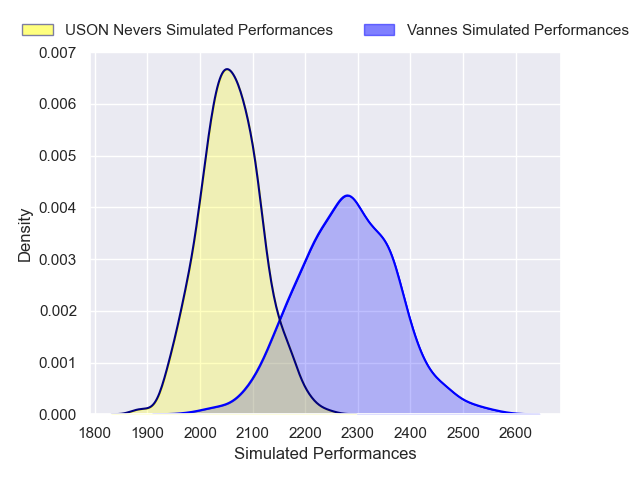 USON Nevers Simulated Performances
Vannes Simulated Performances
0.007
0.006
0.005
0.004
0.003
0.002
0.001
0.000
Density
1800 1900 2000 2100 2200 2300 2400 2500 2600
Simulated Performances